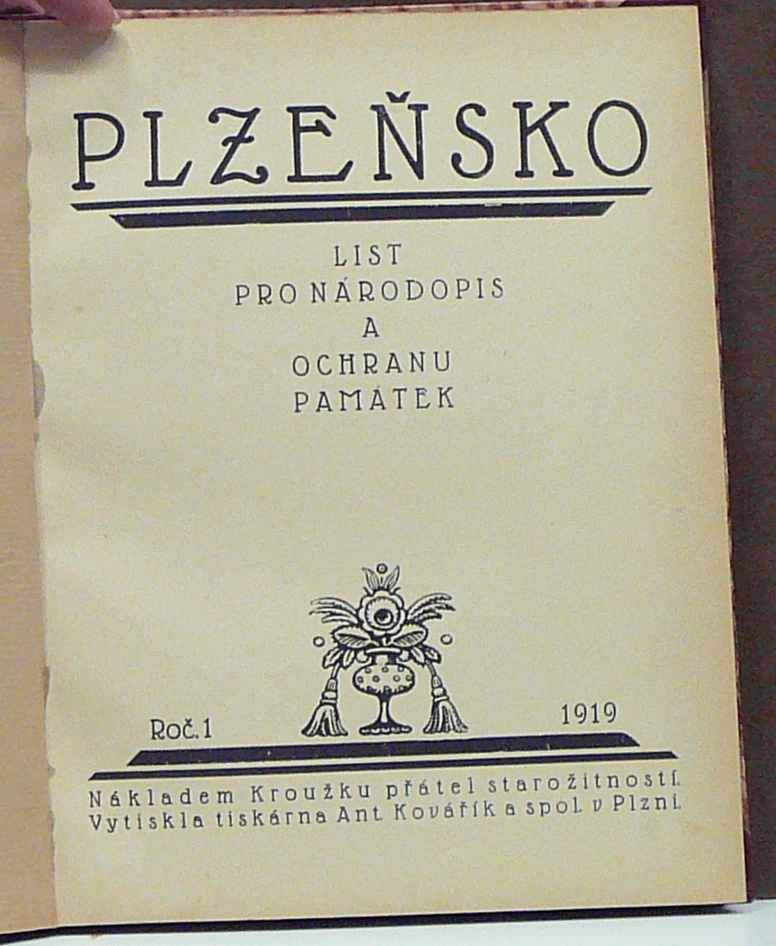 PLZEŇSKO
LIST
PRO NÁRODOPIS
A
OCHRANU
PAMÁTEK
Roč. 1
1919
Nákladem Kroužku přátel starožitností.
Vytiskla tiskárna Ant. Kovářík a spol. v Plzni.